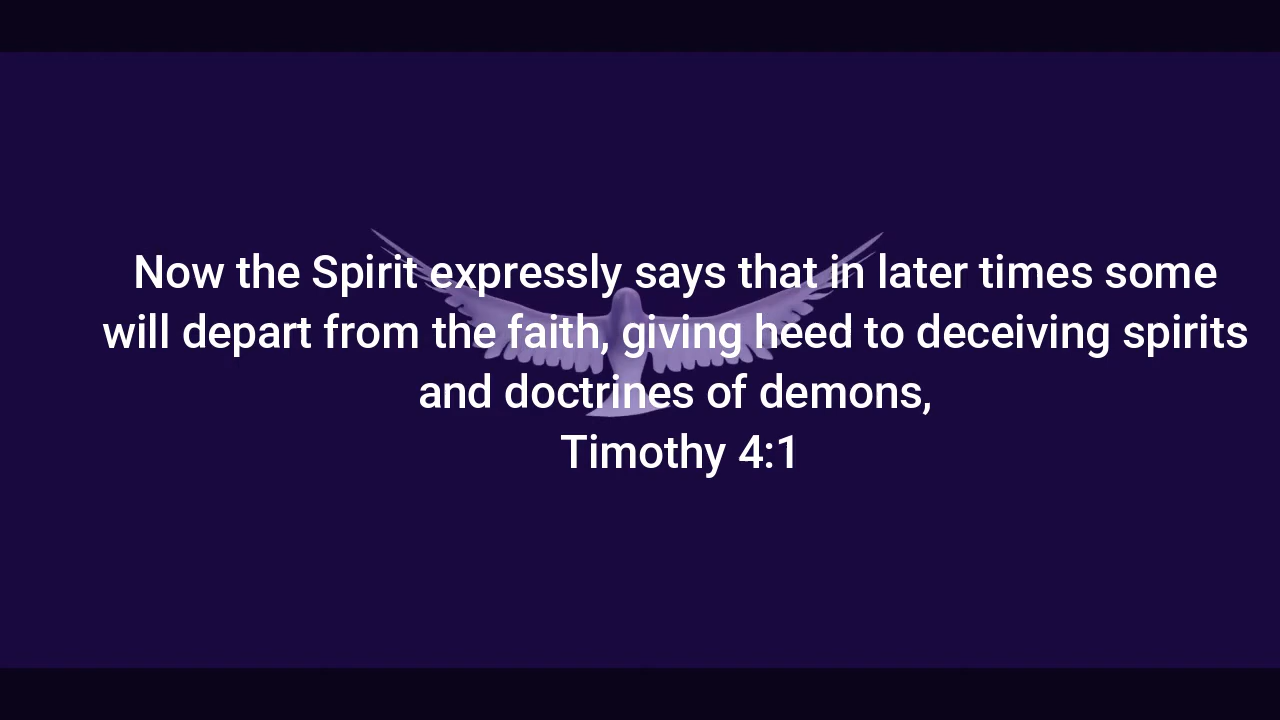 Now the Spirit expressly says that in later times some
will depart from the faith, giving heed to deceiving spirits
and doctrines of demons,
Timothy 4:1